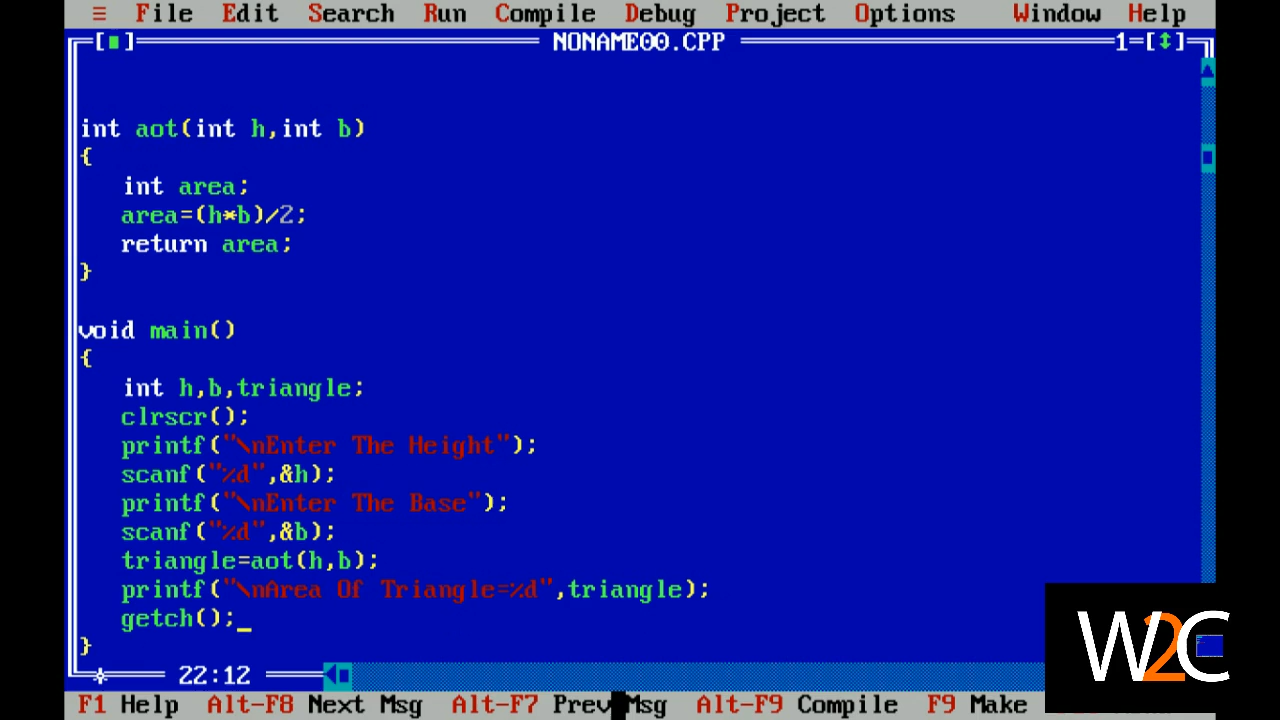 ≡ File Edit Search Run Compile Debug Project Options Window Help
[■] NONAME00.CPP 1=[↕]
int aot(int h,int b)
{
int area;
area=(h*b)/2;
return area;
}
void main()
{
int h,b,triangle;
clrscr();
printf("\nEnter The Height");
scanf("%d",&h);
printf("\nEnter The Base");
scanf("%d",&b);
triangle=aot(h,b);
printf("\nArea Of Triangle=%d",triangle);
getch();_
}
22:12
W2C
F1 Help Alt-F8 Next Msg Alt-F7 Prev Msg Alt-F9 Compile F9 Make